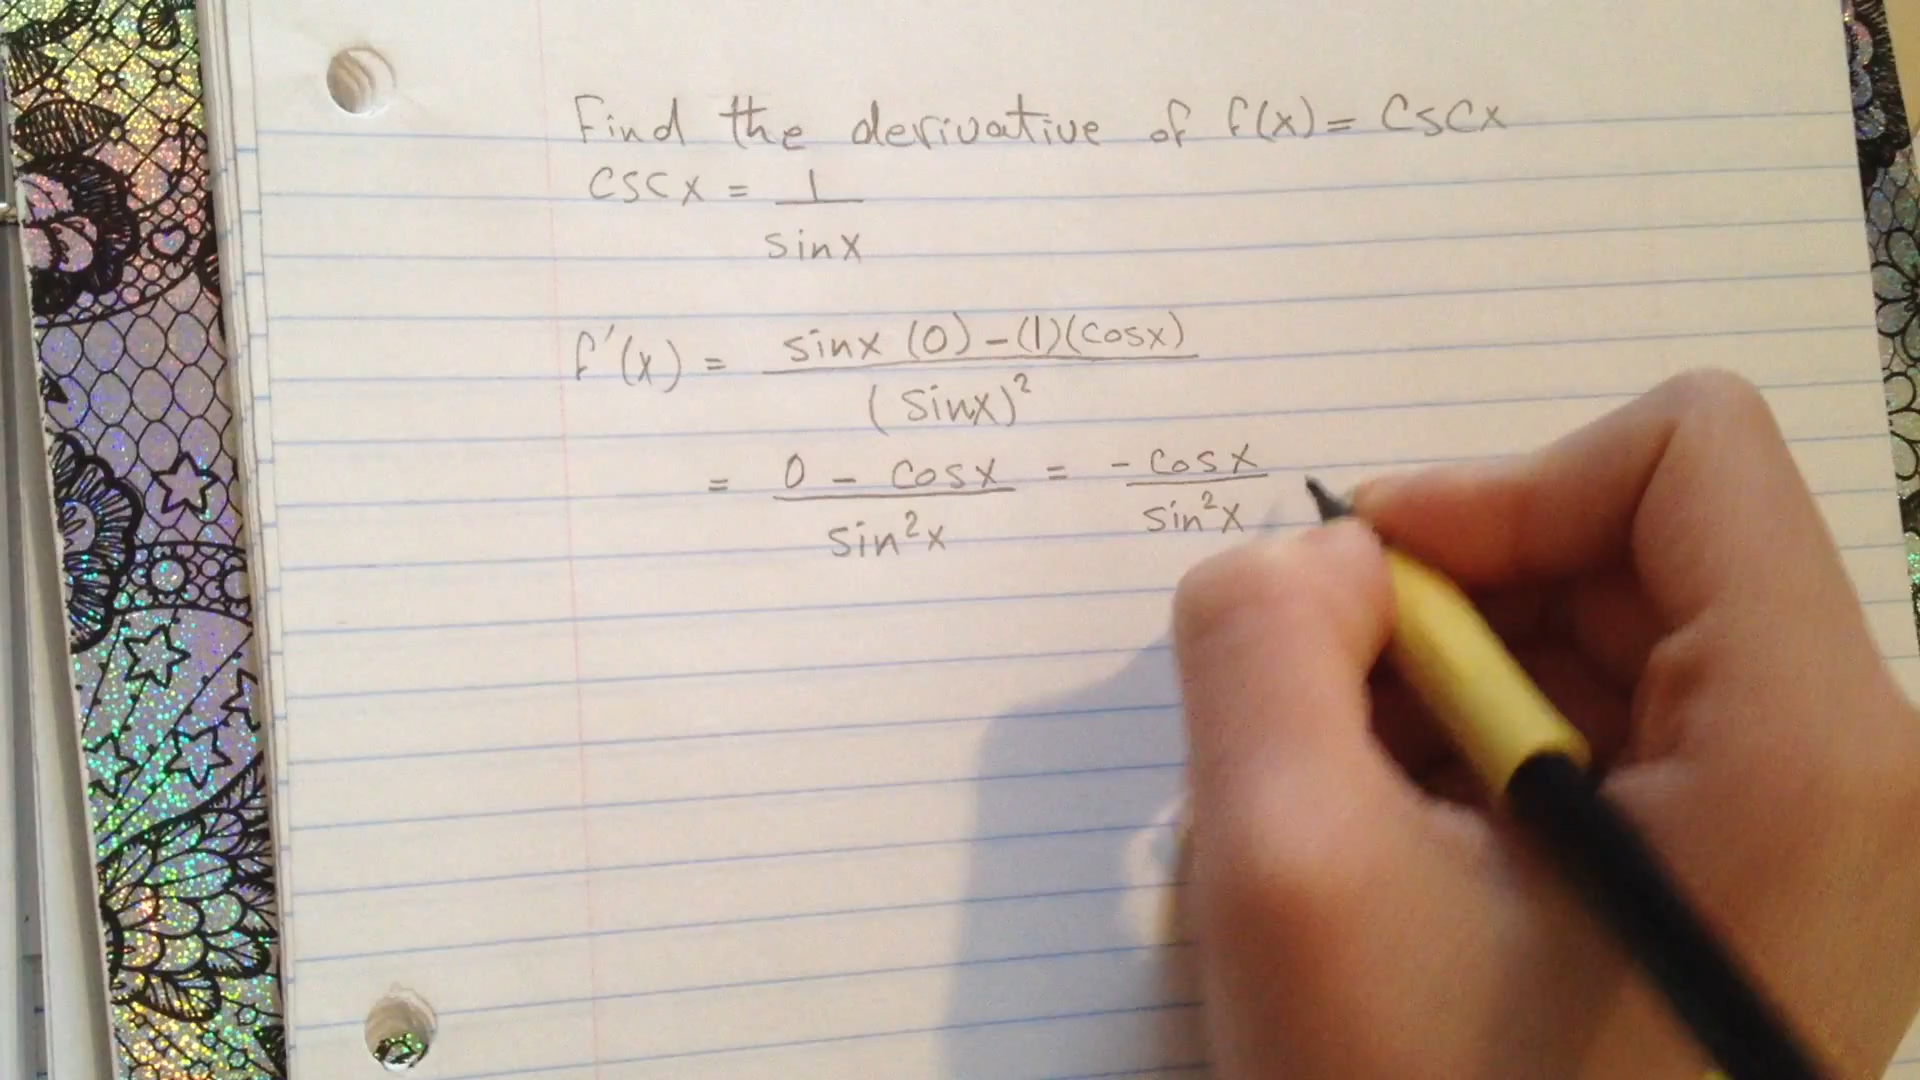 Find the derivative of f(x) = cscx
cscx = 1/sinx
f'(x) = sinx (0) - (1)(cosx)/(sinx)²
= 0 - cosx/sin²x = -cosx/sin²x